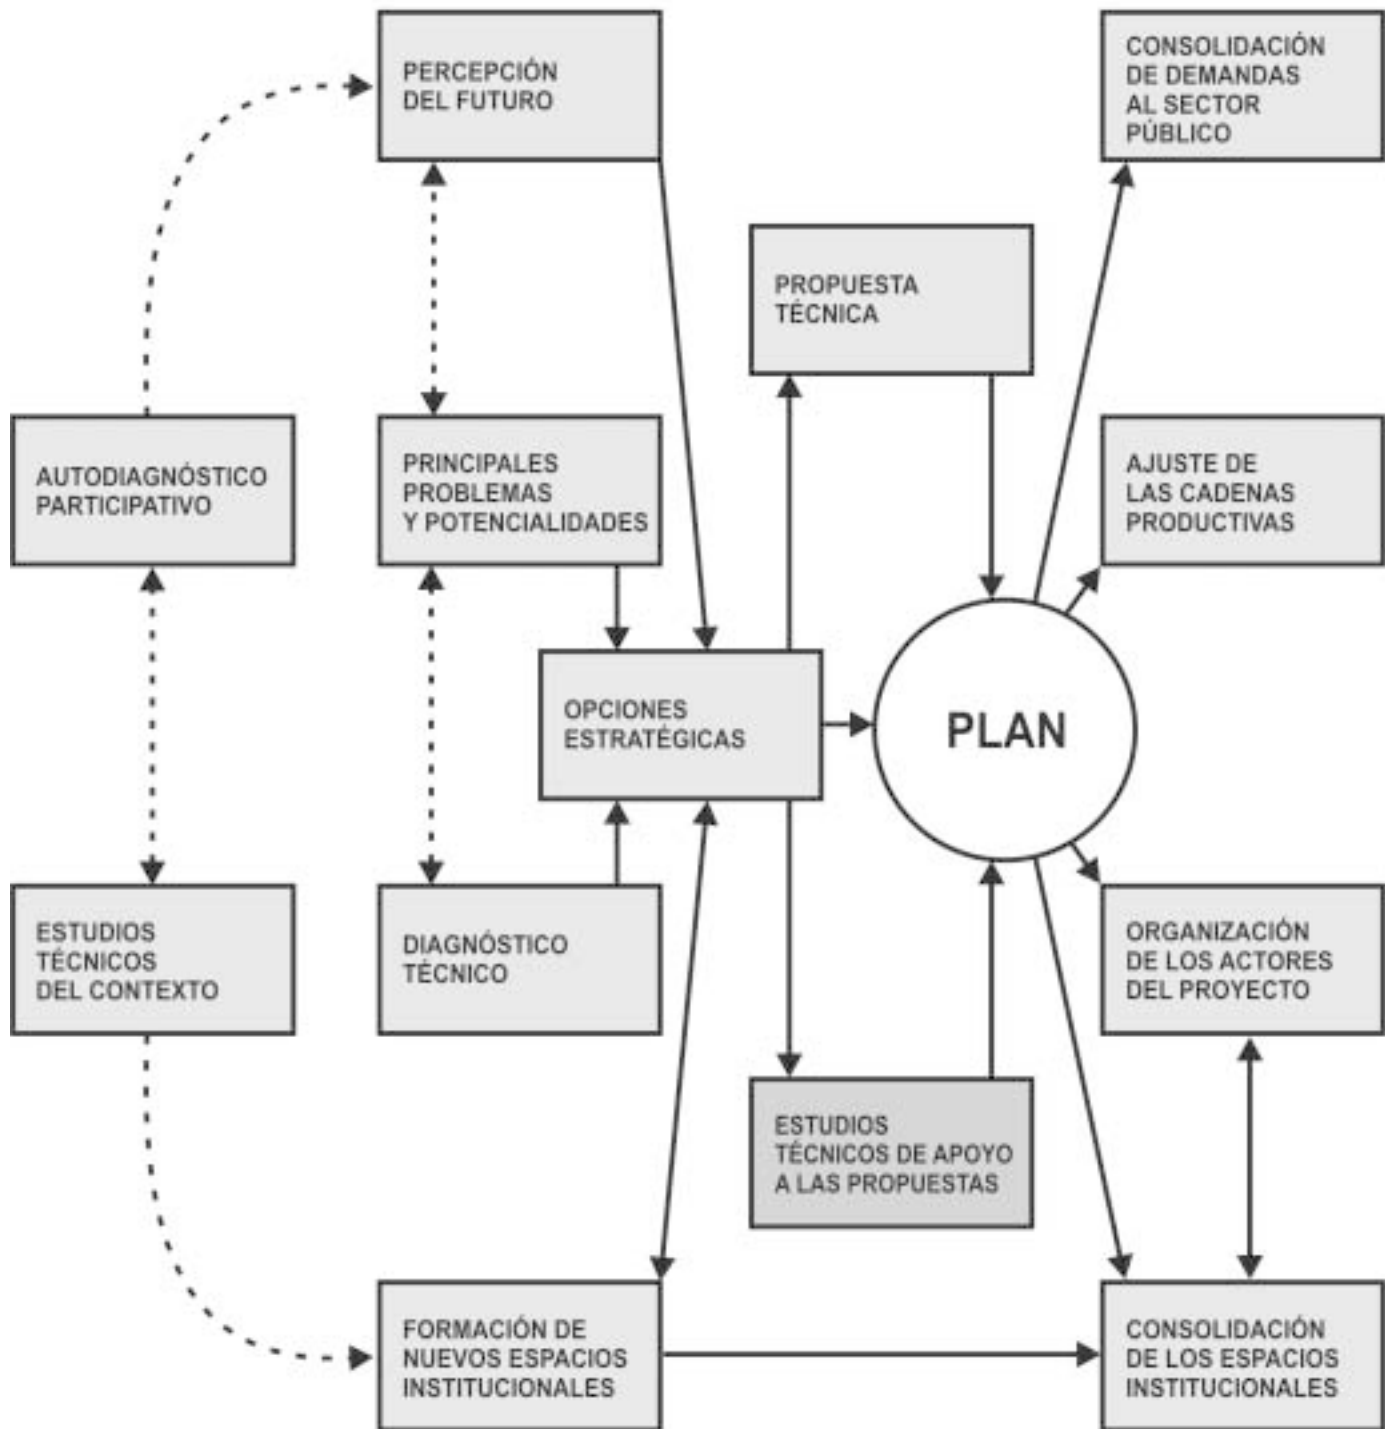 PERCEPCIÓN
DEL FUTURO
CONSOLIDACIÓN
DE DEMANDAS
AL SECTOR
PÚBLICO
PROPUESTA
TÉCNICA
AUTODIAGNÓSTICO
PARTICIPATIVO
PRINCIPALES
PROBLEMAS
Y POTENCIALIDADES
AJUSTE DE
LAS CADENAS
PRODUCTIVAS
OPCIONES
ESTRATÉGICAS
PLAN
ESTUDIOS
TÉCNICOS
DEL CONTEXTO
DIAGNÓSTICO
TÉCNICO
ORGANIZACIÓN
DE LOS ACTORES
DEL PROYECTO
ESTUDIOS
TÉCNICOS DE APOYO
A LAS PROPUESTAS
FORMACIÓN DE
NUEVOS ESPACIOS
INSTITUCIONALES
CONSOLIDACIÓN
DE LOS ESPACIOS
INSTITUCIONALES